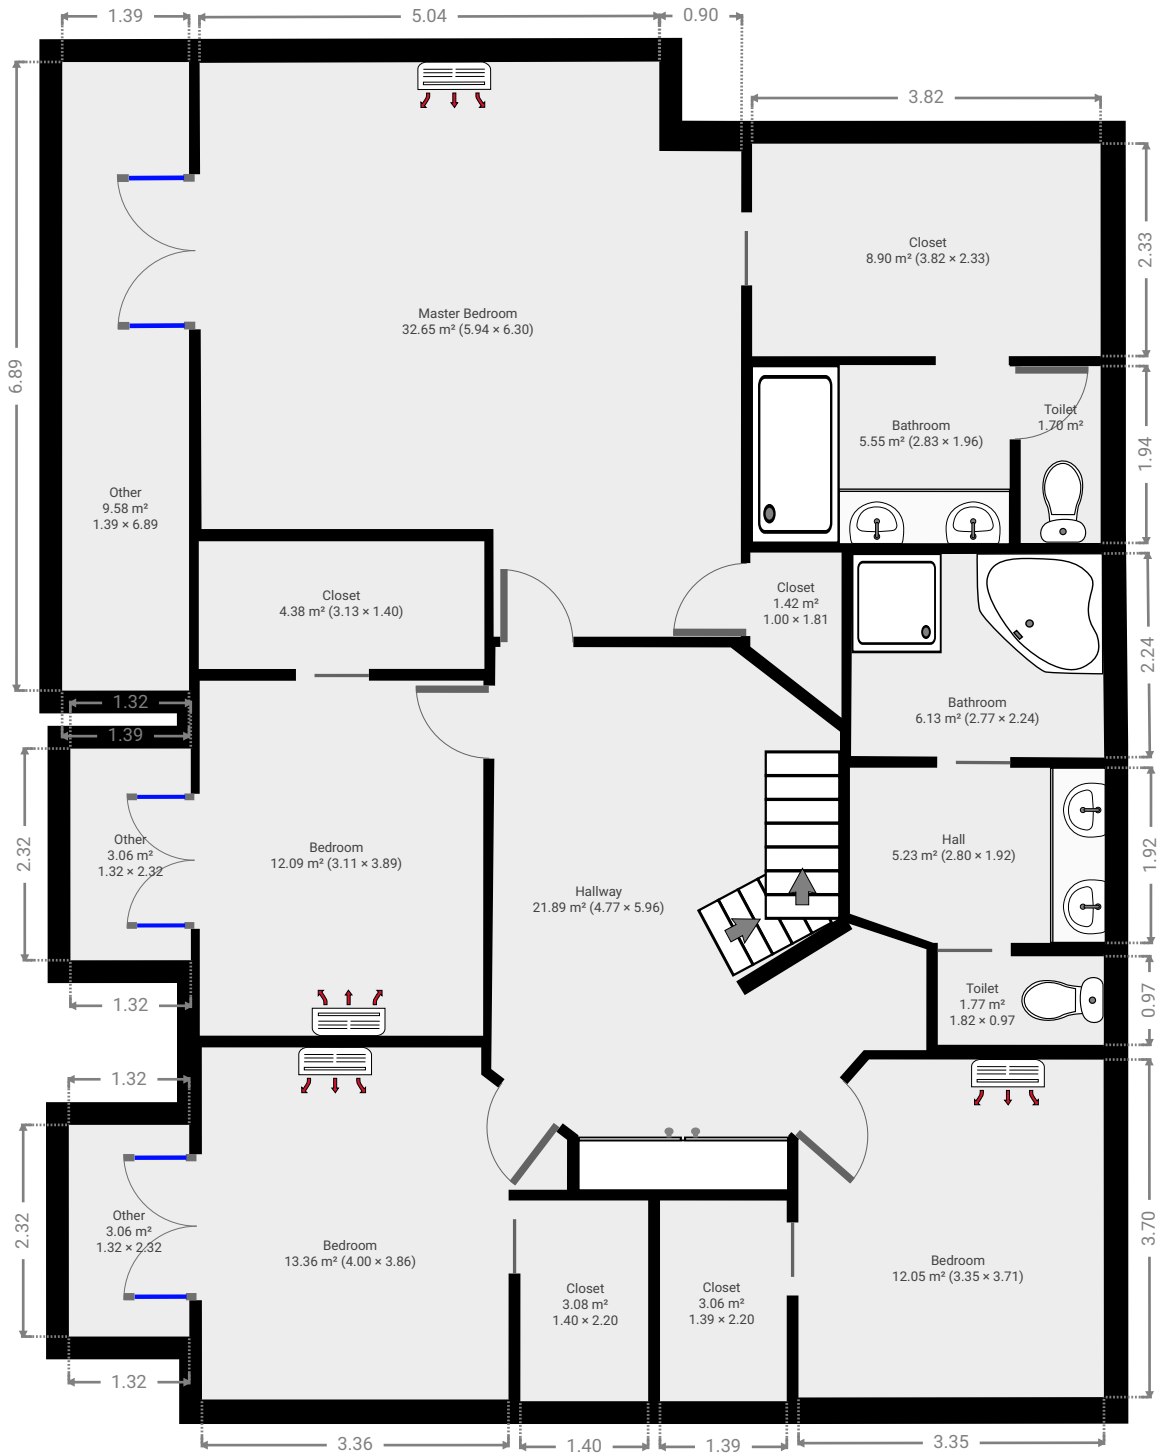 1.39
5.04
0.90
3.82
6.89
2.33
Closet
8.90 m² (3.82 × 2.33)
Master Bedroom
32.65 m² (5.94 × 6.30)
Toilet
1.70 m²
Bathroom
5.55 m² (2.83 × 1.96)
1.94
Other
9.58 m²
1.39 × 6.89
Closet
4.38 m² (3.13 × 1.40)
Closet
1.42 m²
1.00 × 1.81
2.24
Bathroom
6.13 m² (2.77 × 2.24)
1.32
1.39
2.32
Other
3.06 m²
1.32 × 2.32
Bedroom
12.09 m² (3.11 × 3.89)
Hallway
21.89 m² (4.77 × 5.96)
Hall
5.23 m² (2.80 × 1.92)
1.92
Toilet
1.77 m²
1.82 × 0.97
0.97
1.32
1.32
2.32
Other
3.06 m²
1.32 × 2.32
Bedroom
13.36 m² (4.00 × 3.86)
Closet
3.08 m²
1.40 × 2.20
Closet
3.06 m²
1.39 × 2.20
Bedroom
12.05 m² (3.35 × 3.71)
3.70
1.32
3.36
1.40
1.39
3.35